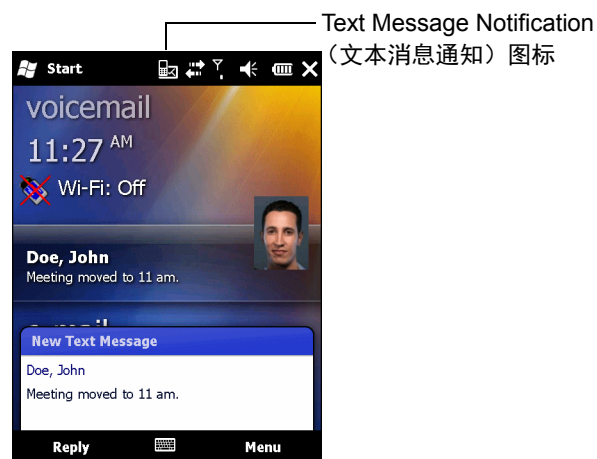 Text Message Notification
（文本消息通知）图标
Start
voicemail
11:27 AM
Wi-Fi: Off
Doe, John
Meeting moved to 11 am.
New Text Message
Doe, John
Meeting moved to 11 am.
Reply
Menu